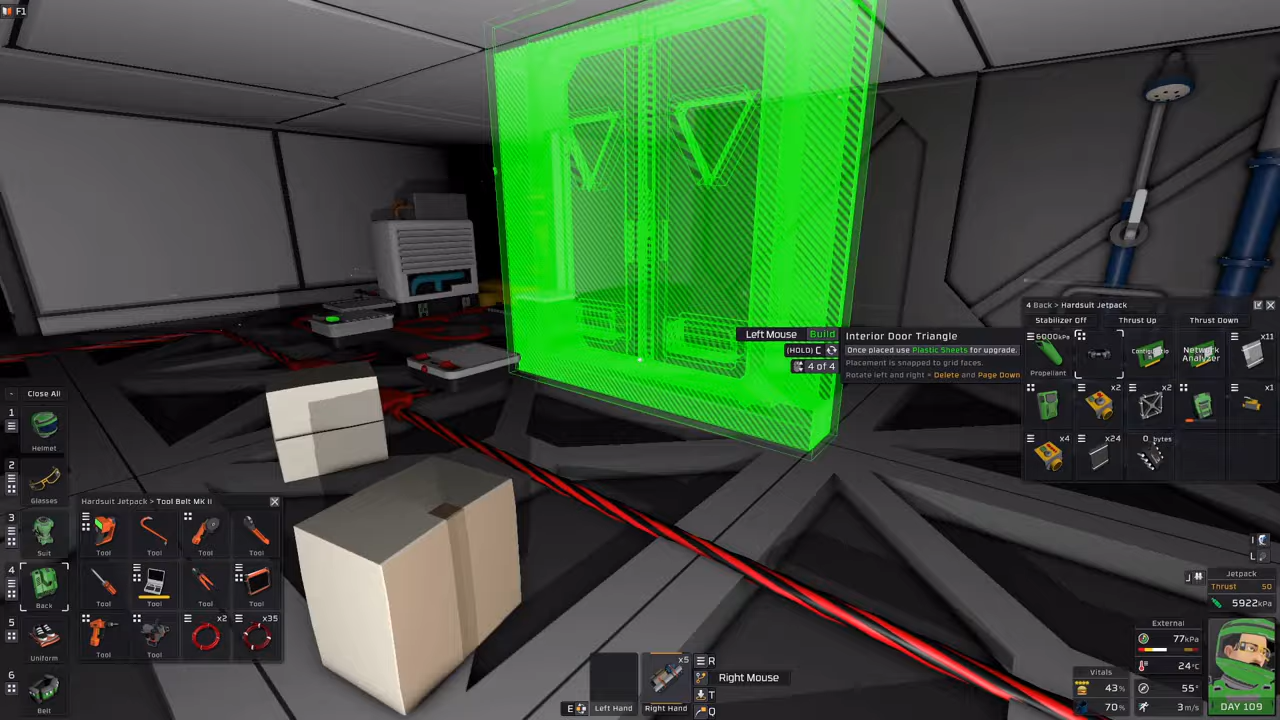 F1
Left Mouse Build
(HOLD) C
4 of 4
Interior Door Triangle
Once placed use Plastic Sheets for upgrade.
Placement is snapped to grid faces.
Rotate left and right = Delete and Page Down
4 Back > Hardsuit Jetpack
Stabilizer Off Thrust Up Thrust Down
6000kPa
Propellant
Network
Analyzer
x11
x2
x2
x1
x4
x24
0 bytes
Close All
1
Helmet
2
Glasses
3
Suit
4
Back
5
Uniform
6
Belt
Hardsuit Jetpack > Tool Belt MK II
Tool Tool Tool Tool
Tool Tool Tool Tool
Tool Tool x2 x35
E Left Hand
x5
Right Hand
R
T
Q
Right Mouse
I
L
J
Jetpack
Thrust 50
5922kPa
External
77kPa
24°C
55°
3m/s
Vitals
43%
70%
DAY 109